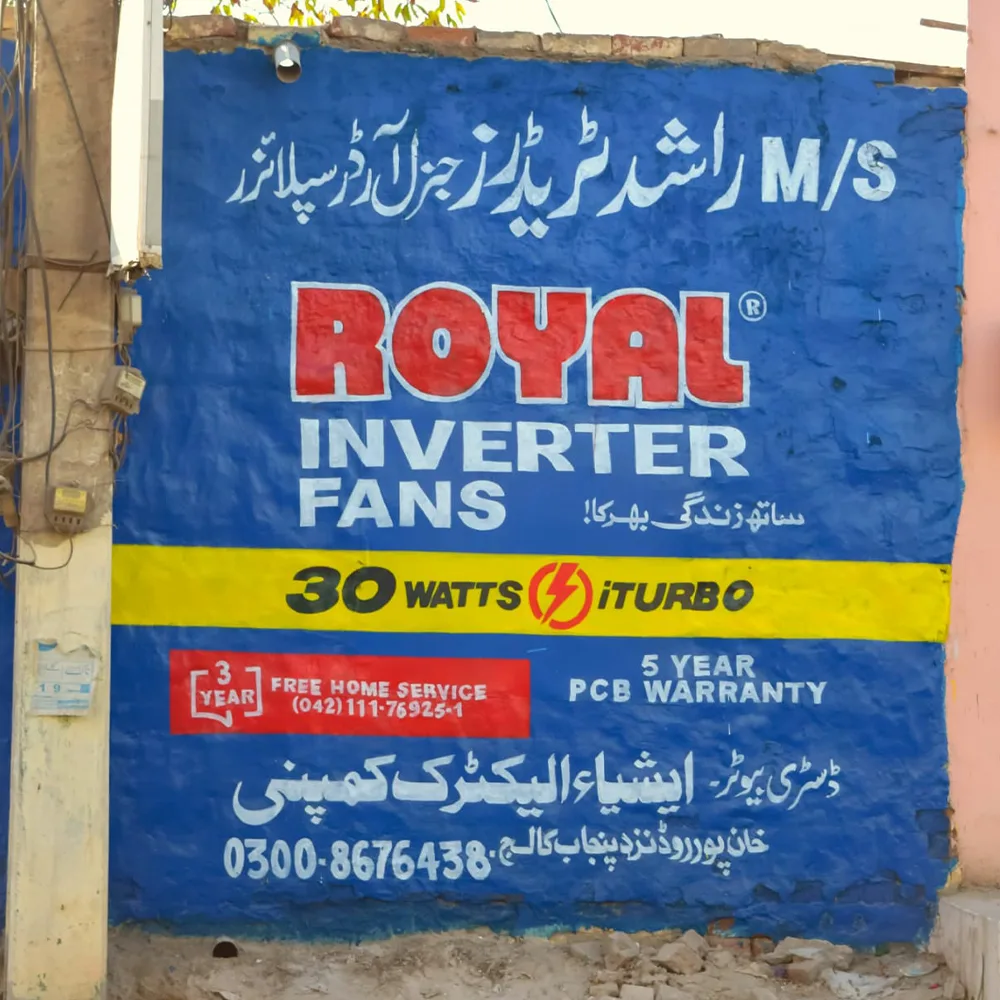 M/S راشد ٹریڈرز جنرل آرڈر سپلائرز
ROYAL®
INVERTER
FANS
ساتھ زندگی بھر کا!
30 WATTS iTURBO
3 YEAR
FREE HOME SERVICE
(042)111-76925-1
5 YEAR
PCB WARRANTY
ڈسٹری بیوٹر۔ ایشیاء الیکٹرک کمپنی
خان پور روڈ نزد پنجاب کالج۔ 0300-8676438